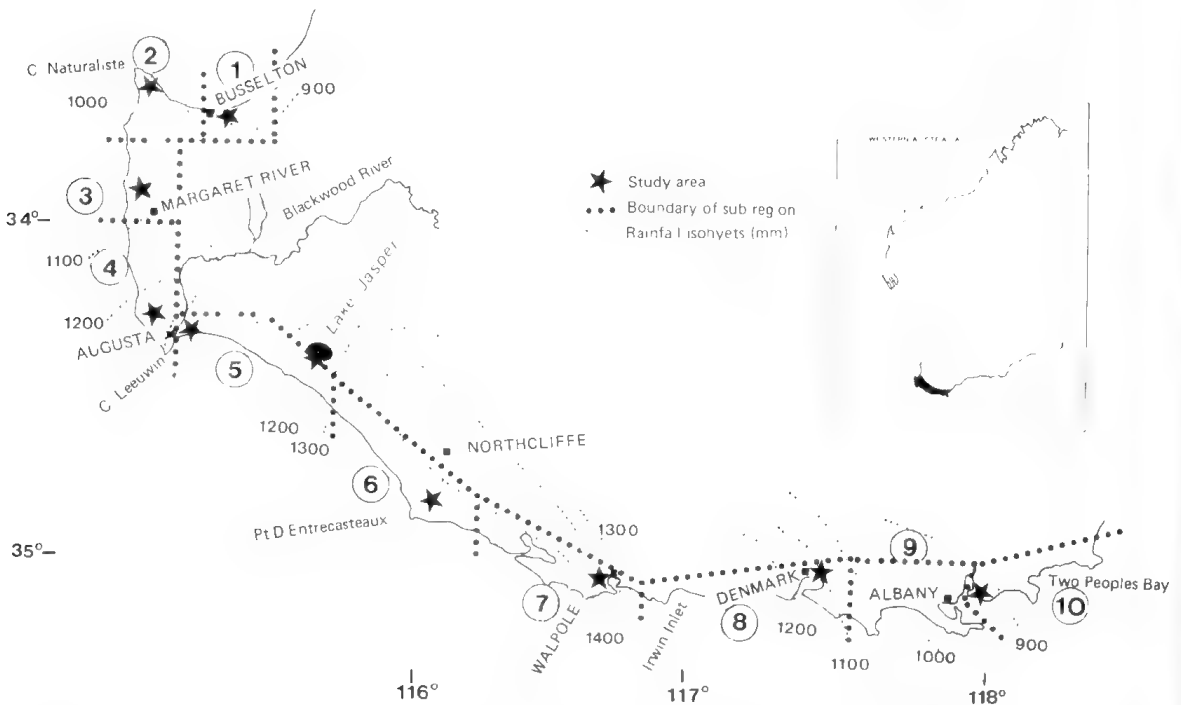 2
1
C Naturaliste
BUSSELTON
1000
900
WESTERN
3
MARGARET RIVER
Blackwood River
Study area
Boundary of sub region
Rainfall isohyets (mm)
34°
1100
4
Lake Jasper
1200
AUGUSTA
C Leeuwin
5
1200
1300
NORTHCLIFFE
6
Pt D Entrecasteaux
1300
35°
9
7
WALPOLE
1400
Irwin Inlet
DENMARK
8
1200
1100
ALBANY
1000
900
Two Peoples Bay
10
116°
117°
118°